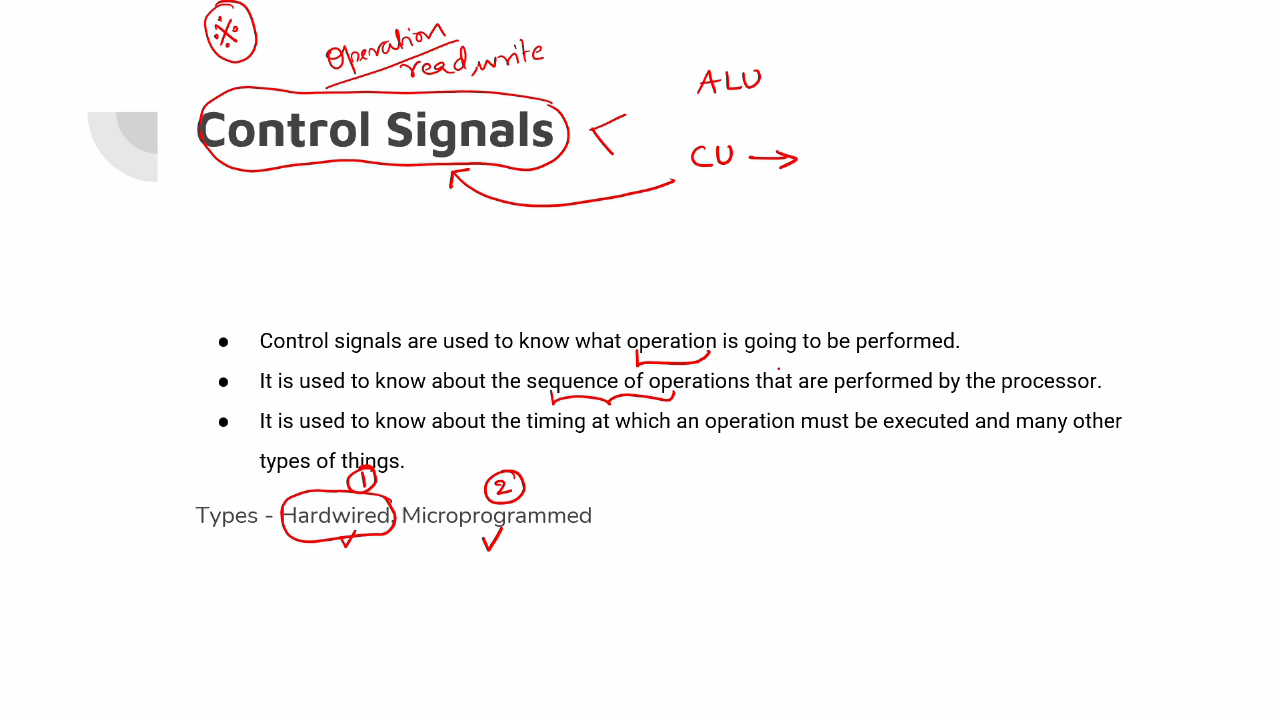 ※
Operation
read, write
ALU
Control Signals
CU →
● Control signals are used to know what operation is going to be performed.
● It is used to know about the sequence of operations that are performed by the processor.
● It is used to know about the timing at which an operation must be executed and many other
types of things.
1
2
Types - Hardwired, Microprogrammed